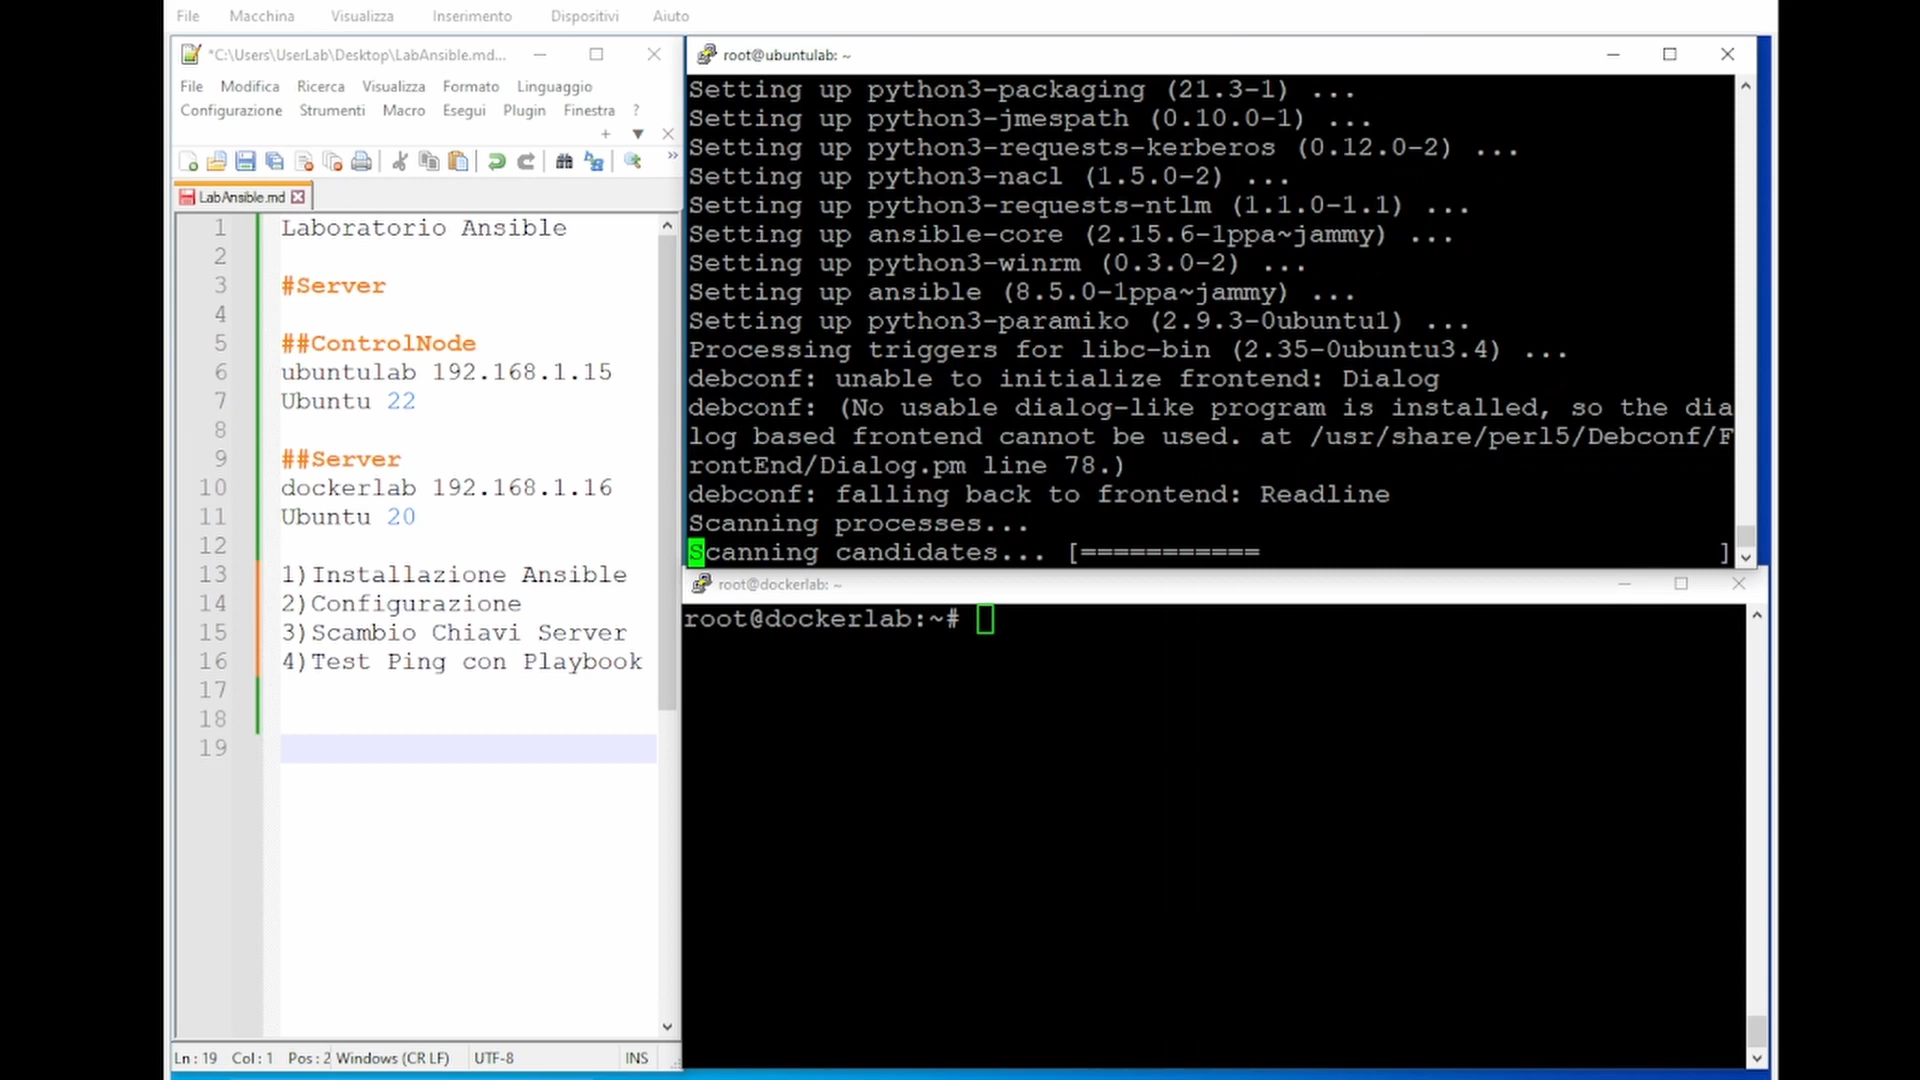 File Macchina Visualizza Inserimento Dispositivi Aiuto
*C:\Users\UserLab\Desktop\LabAnsible.md...
File Modifica Ricerca Visualizza Formato Linguaggio
Configurazione Strumenti Macro Esegui Plugin Finestra ?
LabAnsible.md
1 Laboratorio Ansible
2
3 #Server
4
5 ##ControlNode
6 ubuntulab 192.168.1.15
7 Ubuntu 22
8
9 ##Server
10 dockerlab 192.168.1.16
11 Ubuntu 20
12
13 1)Installazione Ansible
14 2)Configurazione
15 3)Scambio Chiavi Server
16 4)Test Ping con Playbook
17
18
19
Ln : 19 Col : 1 Pos : 2 Windows (CR LF) UTF-8 INS
root@ubuntulab: ~
Setting up python3-packaging (21.3-1) ...
Setting up python3-jmespath (0.10.0-1) ...
Setting up python3-requests-kerberos (0.12.0-2) ...
Setting up python3-nacl (1.5.0-2) ...
Setting up python3-requests-ntlm (1.1.0-1.1) ...
Setting up ansible-core (2.15.6-1ppa~jammy) ...
Setting up python3-winrm (0.3.0-2) ...
Setting up ansible (8.5.0-1ppa~jammy) ...
Setting up python3-paramiko (2.9.3-0ubuntu1) ...
Processing triggers for libc-bin (2.35-0ubuntu3.4) ...
debconf: unable to initialize frontend: Dialog
debconf: (No usable dialog-like program is installed, so the dia
log based frontend cannot be used. at /usr/share/perl5/Debconf/F
rontEnd/Dialog.pm line 78.)
debconf: falling back to frontend: Readline
Scanning processes...
Scanning candidates... [=========== ]
root@dockerlab: ~
root@dockerlab:~#